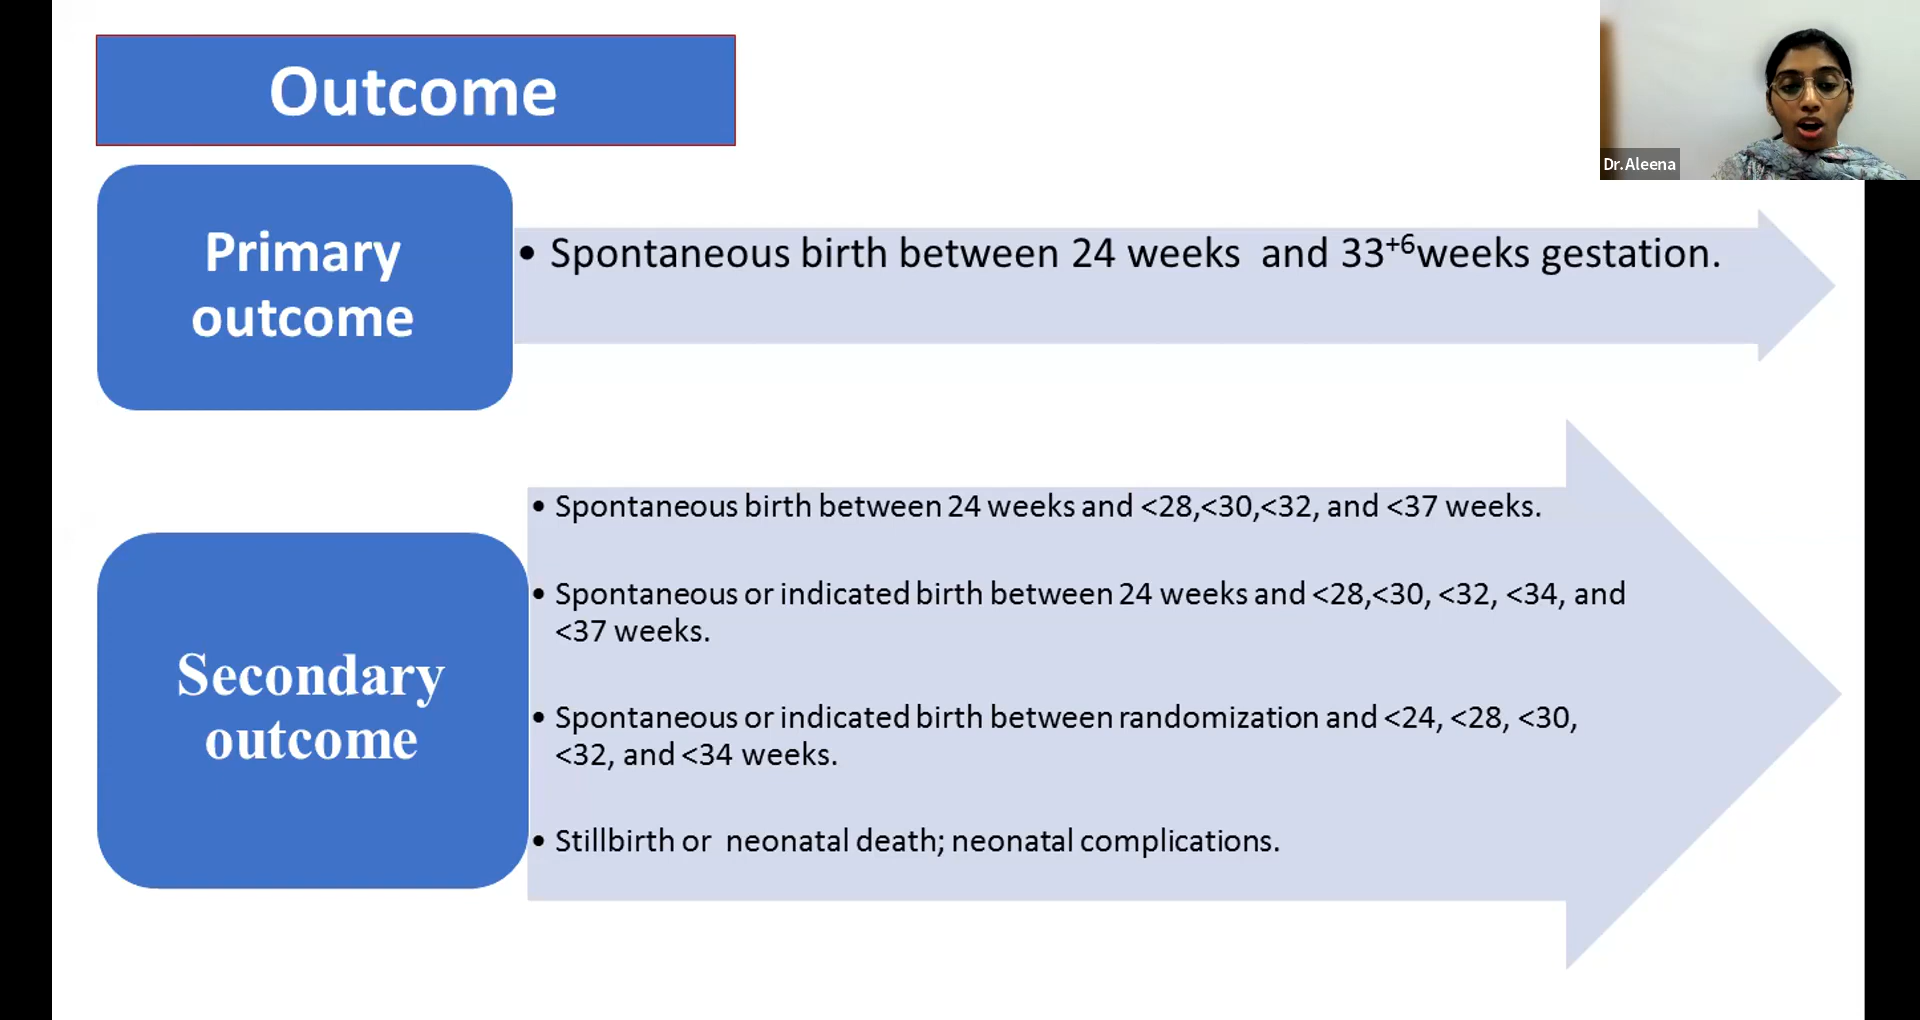 Outcome
Dr.Aleena
Primary
outcome
• Spontaneous birth between 24 weeks and 33⁺⁶weeks gestation.
Secondary
outcome
• Spontaneous birth between 24 weeks and <28,<30,<32, and <37 weeks.
• Spontaneous or indicated birth between 24 weeks and <28,<30, <32, <34, and
<37 weeks.
• Spontaneous or indicated birth between randomization and <24, <28, <30,
<32, and <34 weeks.
• Stillbirth or neonatal death; neonatal complications.